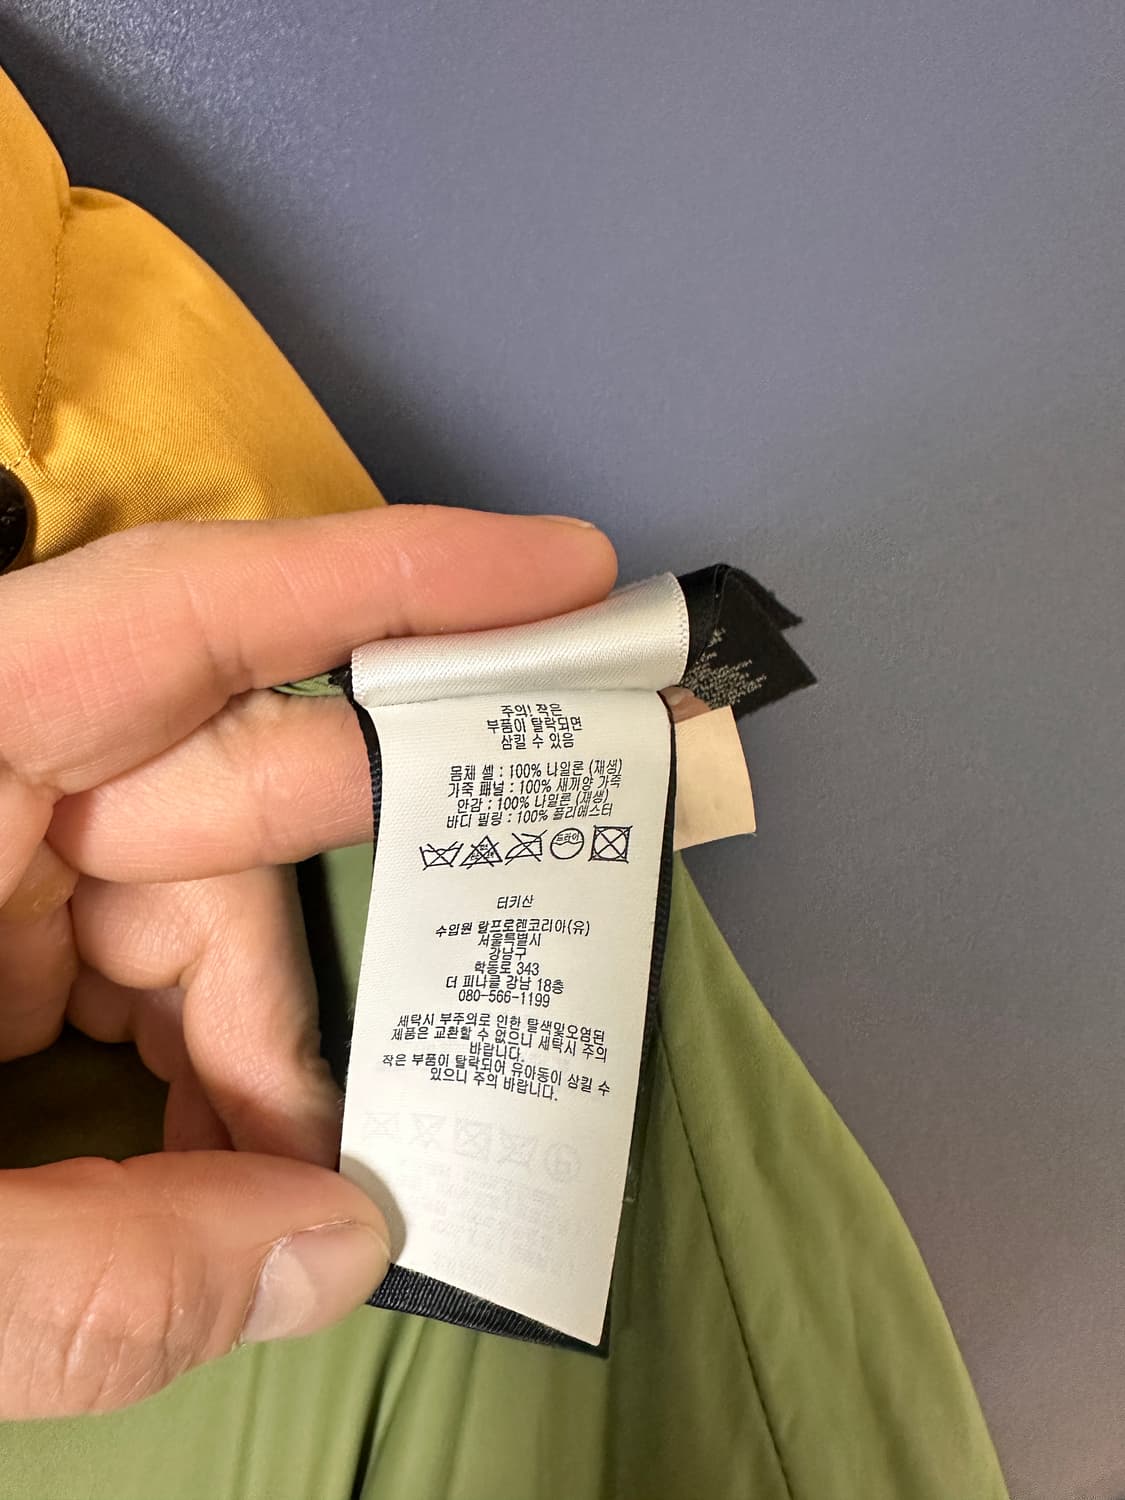 주의! 작은
부품이 탈락되면
삼킬 수 있음
몸체 쉘 : 100% 나일론 (재생)
가죽 패널 : 100% 새끼양 가죽
안감 : 100% 나일론 (재생)
바디 필링 : 100% 폴리에스터
드라이
터키산
수입원 랄프로렌코리아(유)
서울특별시
강남구
학동로 343
더 피나클 강남 18층
080-566-1199
세탁시 부주의로 인한 탈색및오염된
제품은 교환할 수 없으니 세탁시 주의
바랍니다.
작은 부품이 탈락되어 유아동이 삼킬 수
있으니 주의 바랍니다.